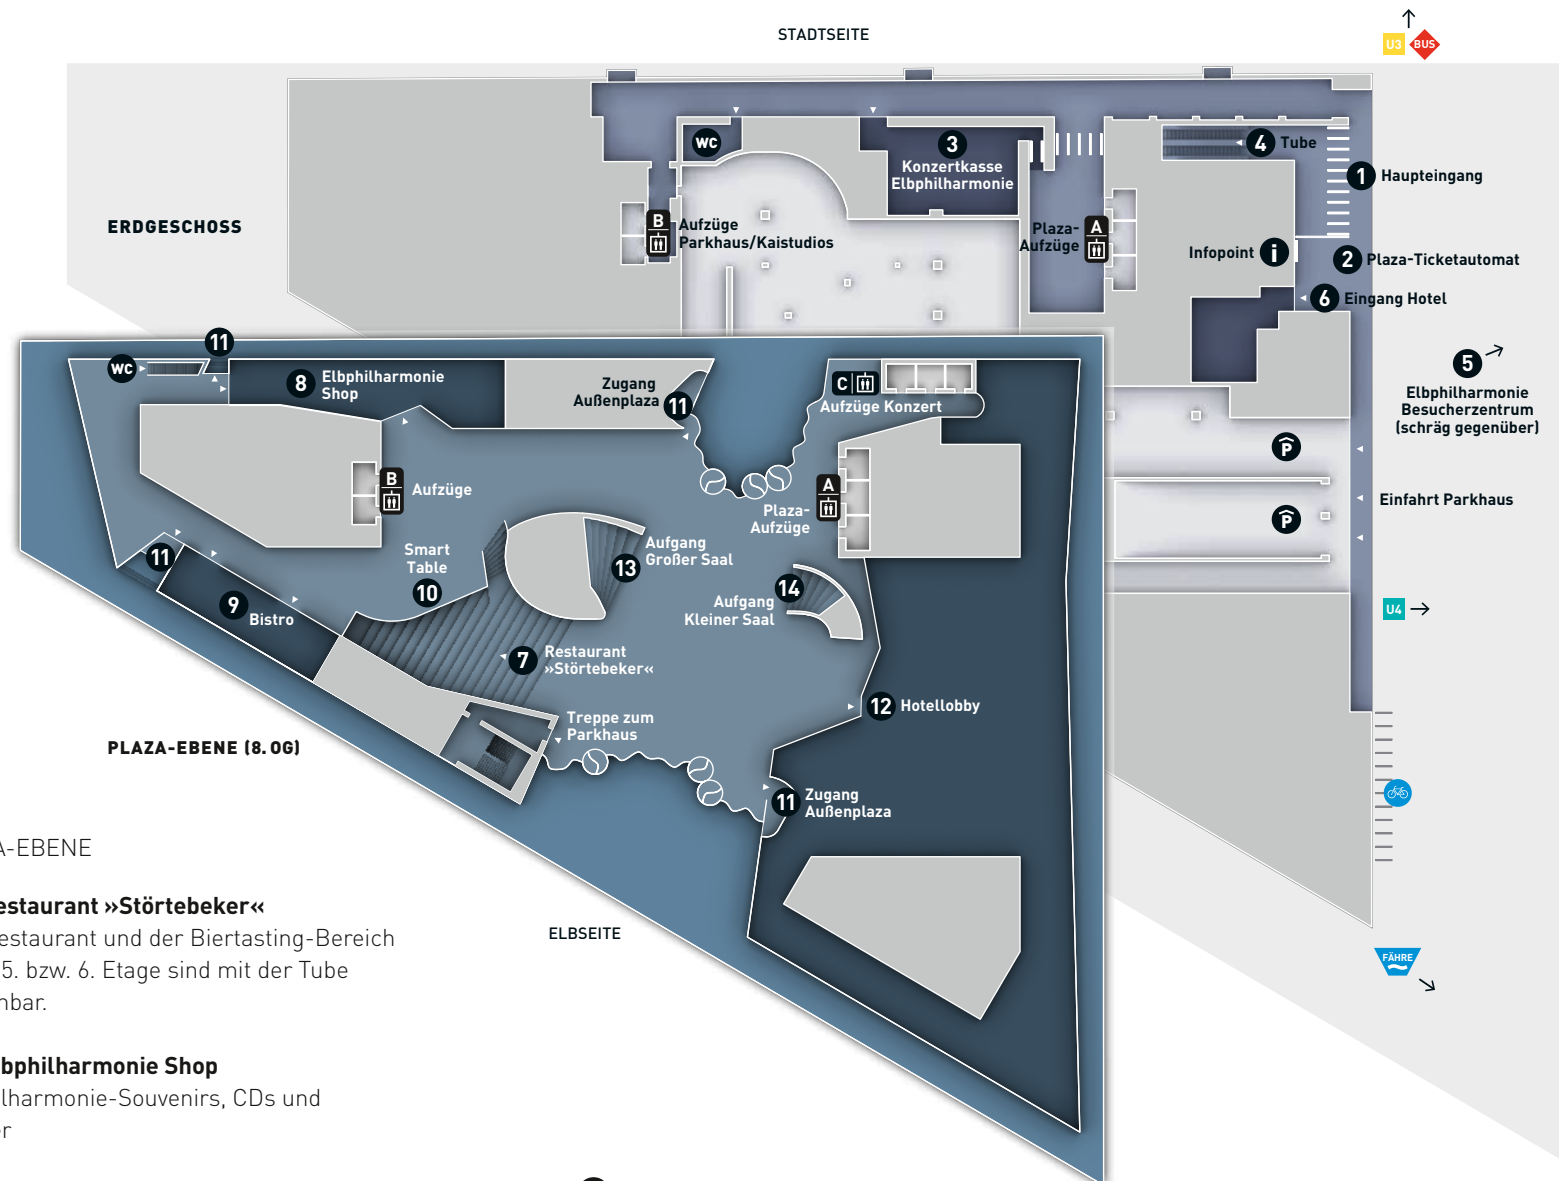 STADTSEITE
U3 BUS
ERDGESCHOSS
WC
3
Konzertkasse
Elbphilharmonie
4 Tube
1 Haupteingang
B
Aufzüge
Parkhaus/Kaistudios
Plaza-
Aufzüge
A
Infopoint i
2 Plaza-Ticketautomat
6 Eingang Hotel
5
Elbphilharmonie
Besucherzentrum
(schräg gegenüber)
P
Einfahrt Parkhaus
P
U4
FÄHRE
WC
11
8 Elbphilharmonie
Shop
Zugang
Außenplaza 11
C
Aufzüge Konzert
B
Aufzüge
A
Plaza-
Aufzüge
Smart
Table
10
11
9 Bistro
13
Aufgang
Großer Saal
14
Aufgang
Kleiner Saal
7 Restaurant
»Störtebeker«
12 Hotellobby
Treppe zum
Parkhaus
11 Zugang
Außenplaza
PLAZA-EBENE (8. OG)
ELBSEITE
A-EBENE
estaurant »Störtebeker«
estaurant und der Biertasting-Bereich
5. bzw. 6. Etage sind mit der Tube
hbar.
bphilharmonie Shop
lharmonie-Souvenirs, CDs und
er